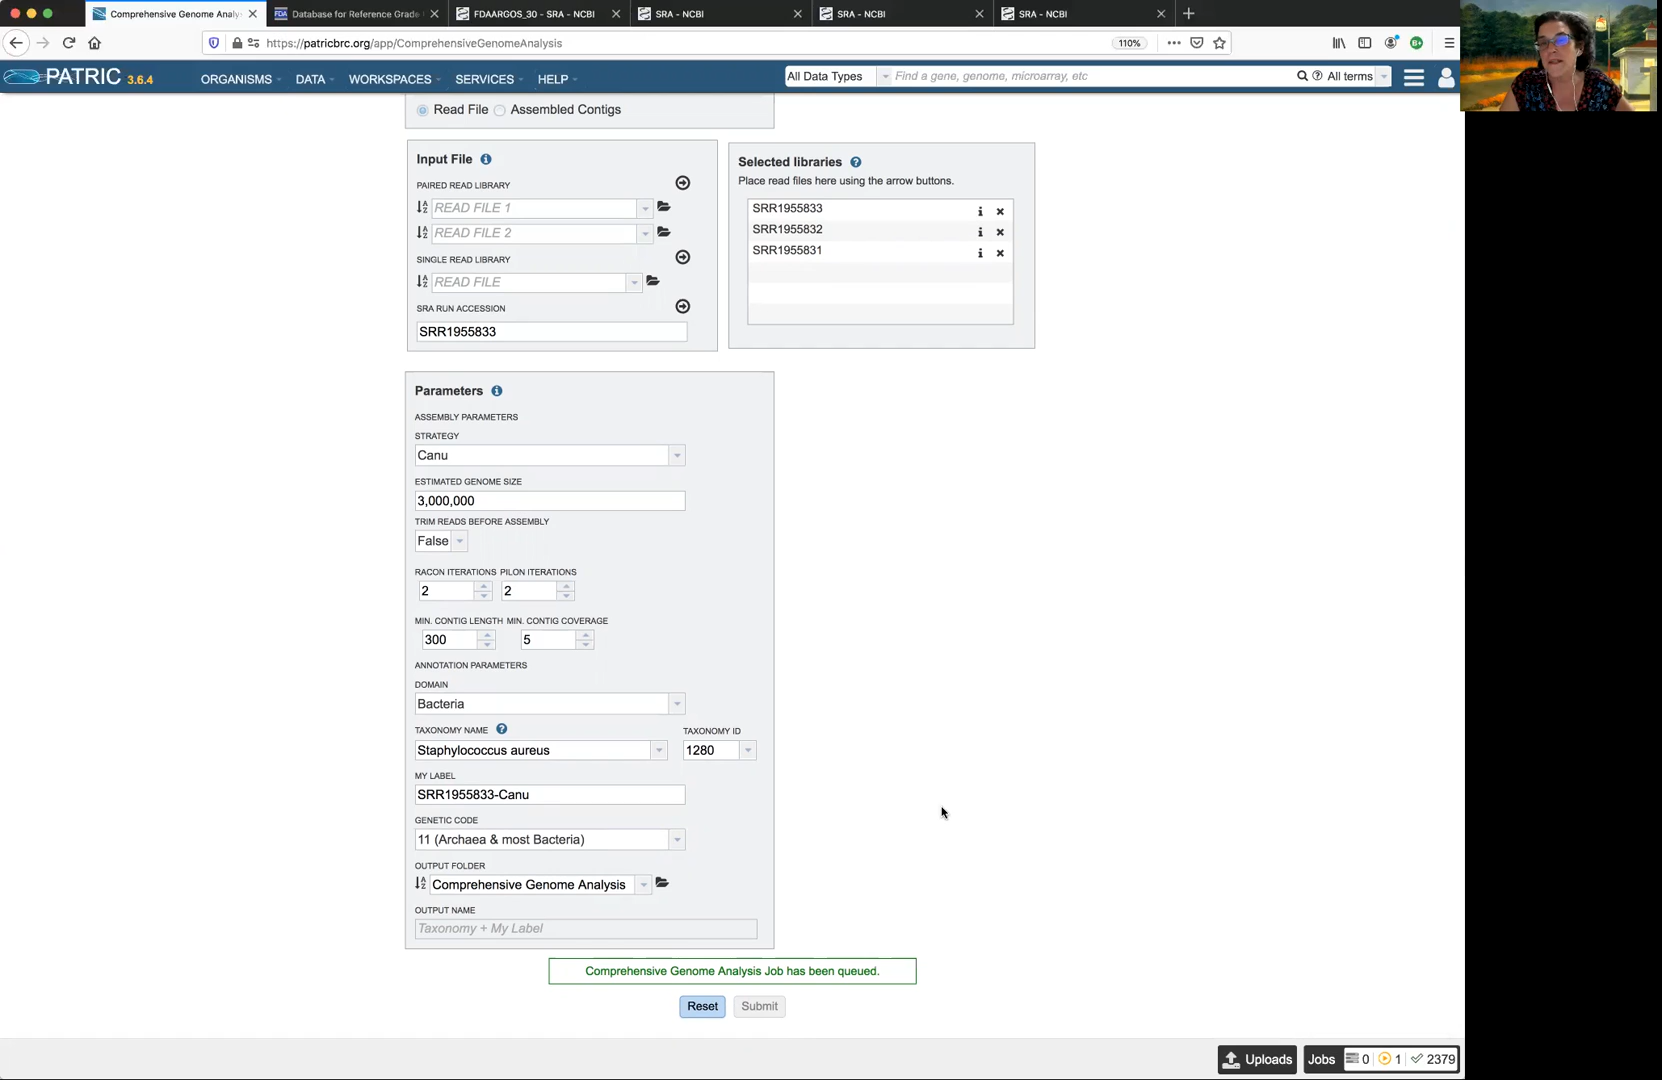 Comprehensive Genome Analys
Database for Reference Grade
FDAARGOS_30 - SRA - NCBI
SRA - NCBI
SRA - NCBI
SRA - NCBI
https://patricbrc.org/app/ComprehensiveGenomeAnalysis
110%
PATRIC 3.6.4
ORGANISMS
DATA
WORKSPACES
SERVICES
HELP
All Data Types
Find a gene, genome, microarray, etc
All terms
Read File
Assembled Contigs
Input File
PAIRED READ LIBRARY
READ FILE 1
READ FILE 2
SINGLE READ LIBRARY
READ FILE
SRA RUN ACCESSION
SRR1955833
Selected libraries
Place read files here using the arrow buttons.
SRR1955833
SRR1955832
SRR1955831
Parameters
ASSEMBLY PARAMETERS
STRATEGY
Canu
ESTIMATED GENOME SIZE
3,000,000
TRIM READS BEFORE ASSEMBLY
False
RACON ITERATIONS PILON ITERATIONS
2 2
MIN. CONTIG LENGTH MIN. CONTIG COVERAGE
300 5
ANNOTATION PARAMETERS
DOMAIN
Bacteria
TAXONOMY NAME TAXONOMY ID
Staphylococcus aureus 1280
MY LABEL
SRR1955833-Canu
GENETIC CODE
11 (Archaea & most Bacteria)
OUTPUT FOLDER
Comprehensive Genome Analysis
OUTPUT NAME
Taxonomy + My Label
Comprehensive Genome Analysis Job has been queued.
Reset Submit
Uploads
Jobs 0 1 2379